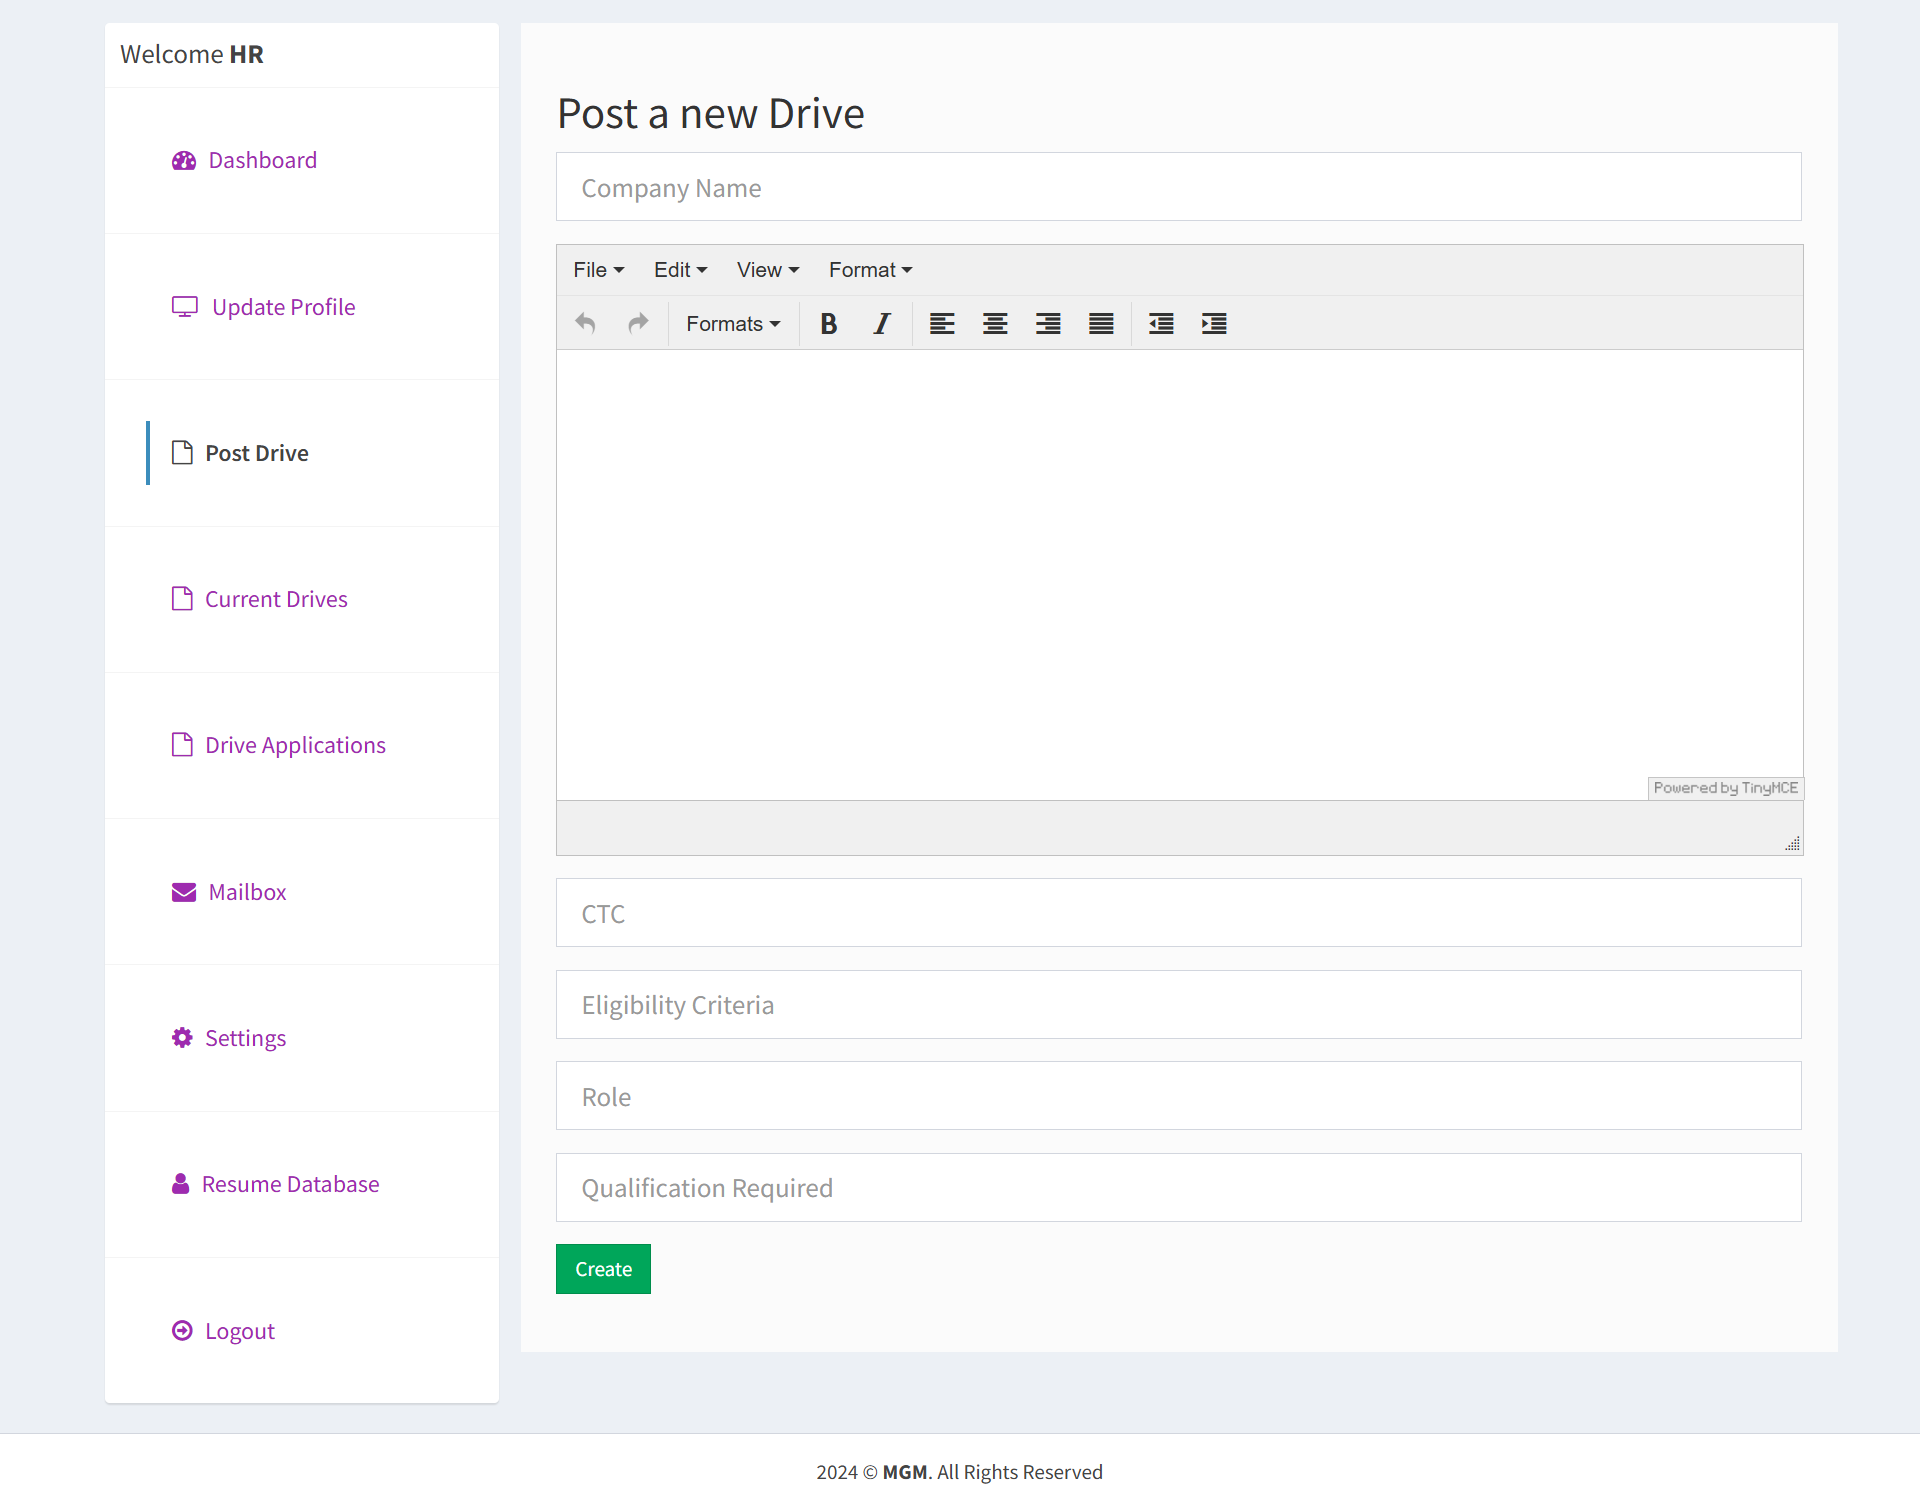 Welcome HR
Dashboard
Update Profile
Post Drive
Current Drives
Drive Applications
Mailbox
Settings
Resume Database
Logout
Post a new Drive
Company Name
File Edit View Format
Formats B I
Powered by TinyMCE
CTC
Eligibility Criteria
Role
Qualification Required
Create
2024 © MGM. All Rights Reserved